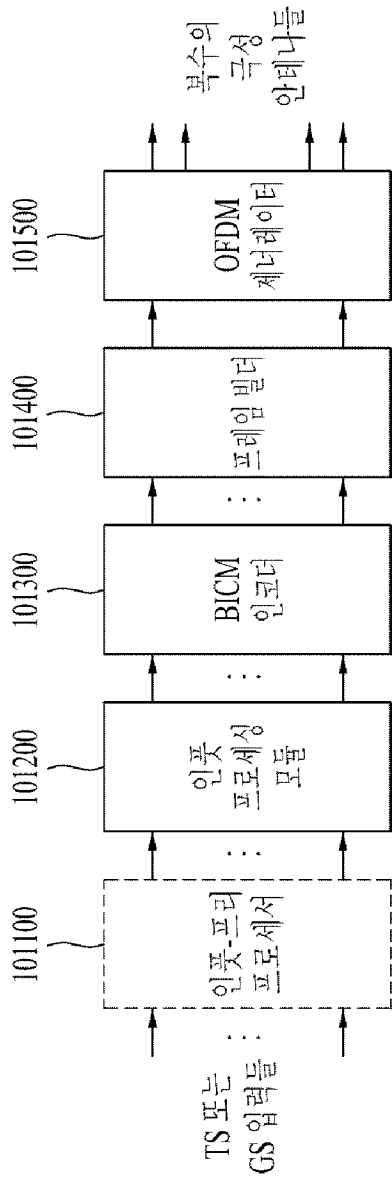 TS 또는
GS 입력들
101100
인풋-프리
프로세서
101200
인풋
프로세싱
모듈
101300
BICM
인코더
101400
프레임 빌더
101500
OFDM
제너레이터
복수의
극성
안테나들